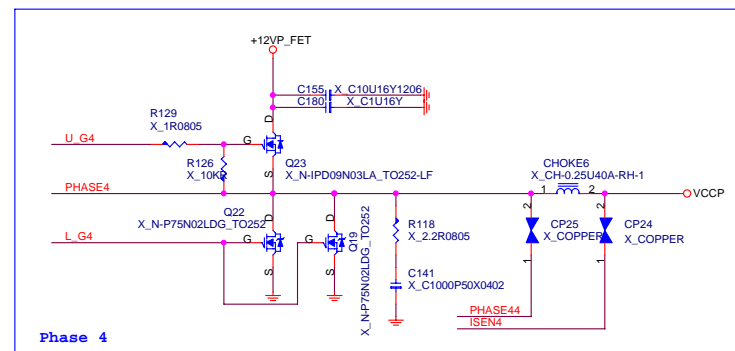 +12VP_FET
C155 X_C10U16Y1206
C180 X_C1U16Y
R129
X_1R0805
D
U_G4
G
R126
X_10KR
S
Q23
X_N-IPD09N03LA_TO252-LF
CHOKE6
X_CH-0.25U40A-RH-1
PHASE4
1 2
VCCP
Q22
X_N-P75N02LDG_TO252
D
D
2
2
L_G4
G
G
S
S
Q19
X_N-P75N02LDG_TO252
R118
X_2.2R0805
CP25
X_COPPER
CP24
X_COPPER
1
1
C141
X_C1000P50X0402
PHASE44
ISEN4
Phase 4